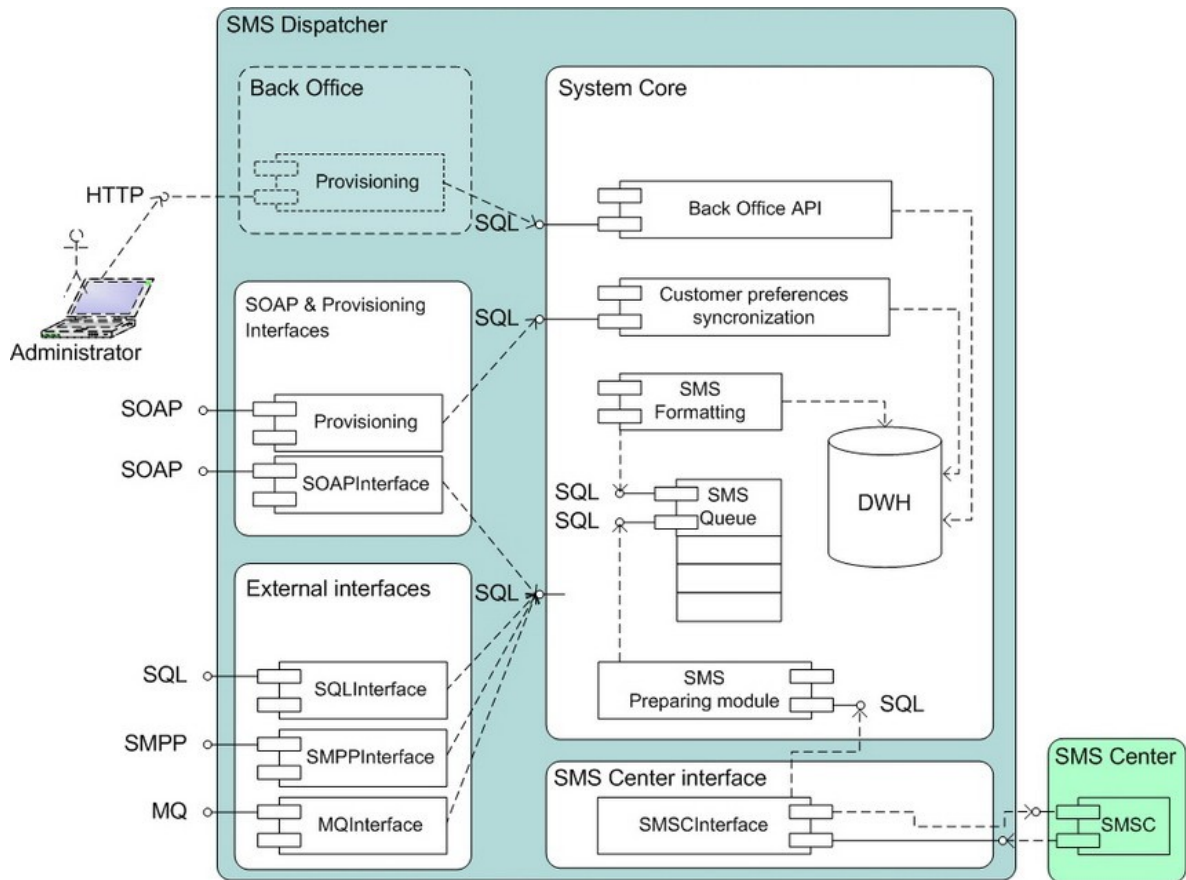 SMS Dispatcher
Back Office
Provisioning
HTTP
Administrator
SOAP & Provisioning
Interfaces
SOAP
Provisioning
SOAP
SOAPInterface
External interfaces
SQL
SQLInterface
SMPP
SMPPInterface
MQ
MQInterface
System Core
SQL
Back Office API
SQL
Customer preferences
syncronization
SMS
Formatting
SQL
SQL
SMS
Queue
DWH
SQL
SMS
Preparing module
SQL
SMS Center interface
SMSCInterface
SMS Center
SMSC